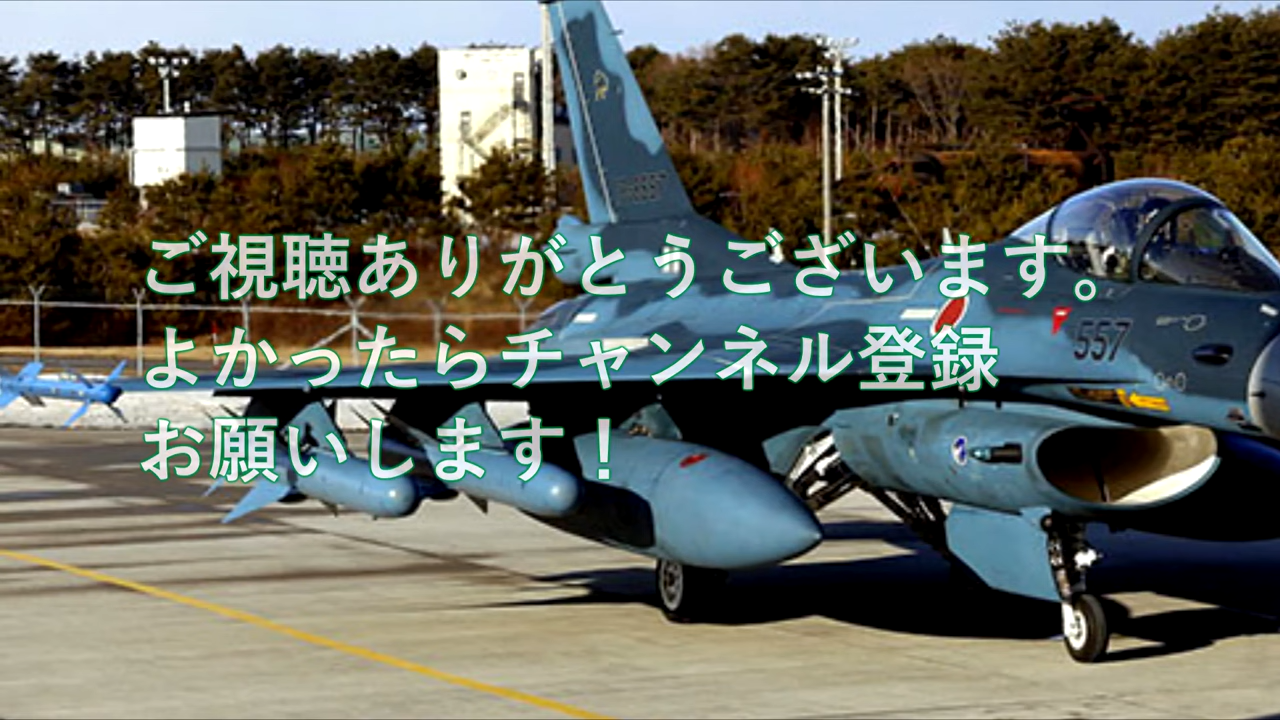 ご視聴ありがとうございます。
よかったらチャンネル登録
お願いします！
557